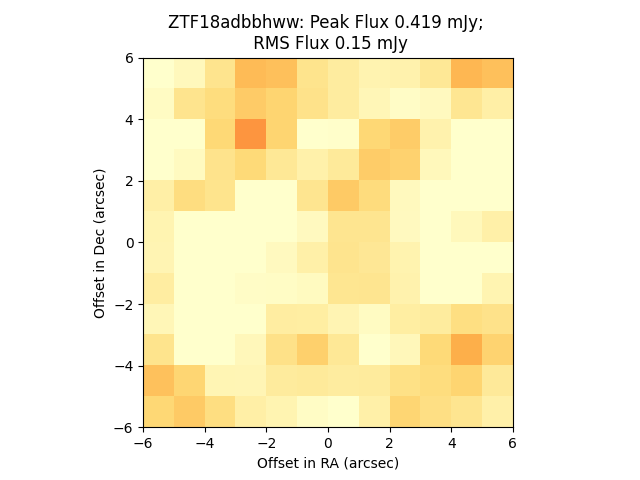 ZTF18adbbhww: Peak Flux 0.419 mJy;
RMS Flux 0.15 mJy
6
4
2
0
−2
−4
−6
Offset in Dec (arcsec)
−6 −4 −2 0 2 4 6
Offset in RA (arcsec)